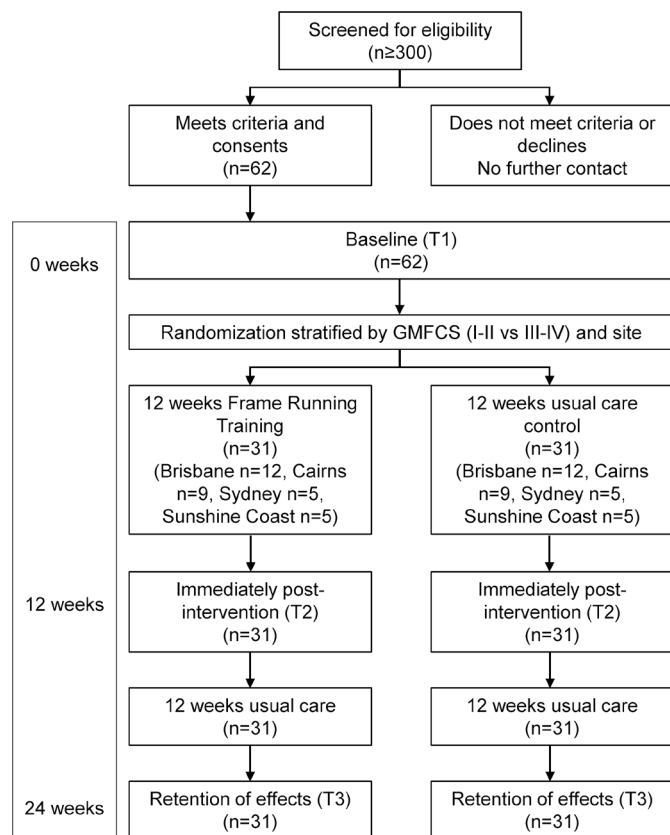 Screened for eligibility
(n≥300)
Meets criteria and
consents
(n=62)
Does not meet criteria or
declines
No further contact
0 weeks
Baseline (T1)
(n=62)
Randomization stratified by GMFCS (I-II vs III-IV) and site
12 weeks Frame Running
Training
(n=31)
(Brisbane n=12, Cairns
n=9, Sydney n=5,
Sunshine Coast n=5)
12 weeks usual care
control
(n=31)
(Brisbane n=12, Cairns
n=9, Sydney n=5,
Sunshine Coast n=5)
12 weeks
Immediately post-
intervention (T2)
(n=31)
Immediately post-
intervention (T2)
(n=31)
12 weeks usual care
(n=31)
12 weeks usual care
(n=31)
24 weeks
Retention of effects (T3)
(n=31)
Retention of effects (T3)
(n=31)